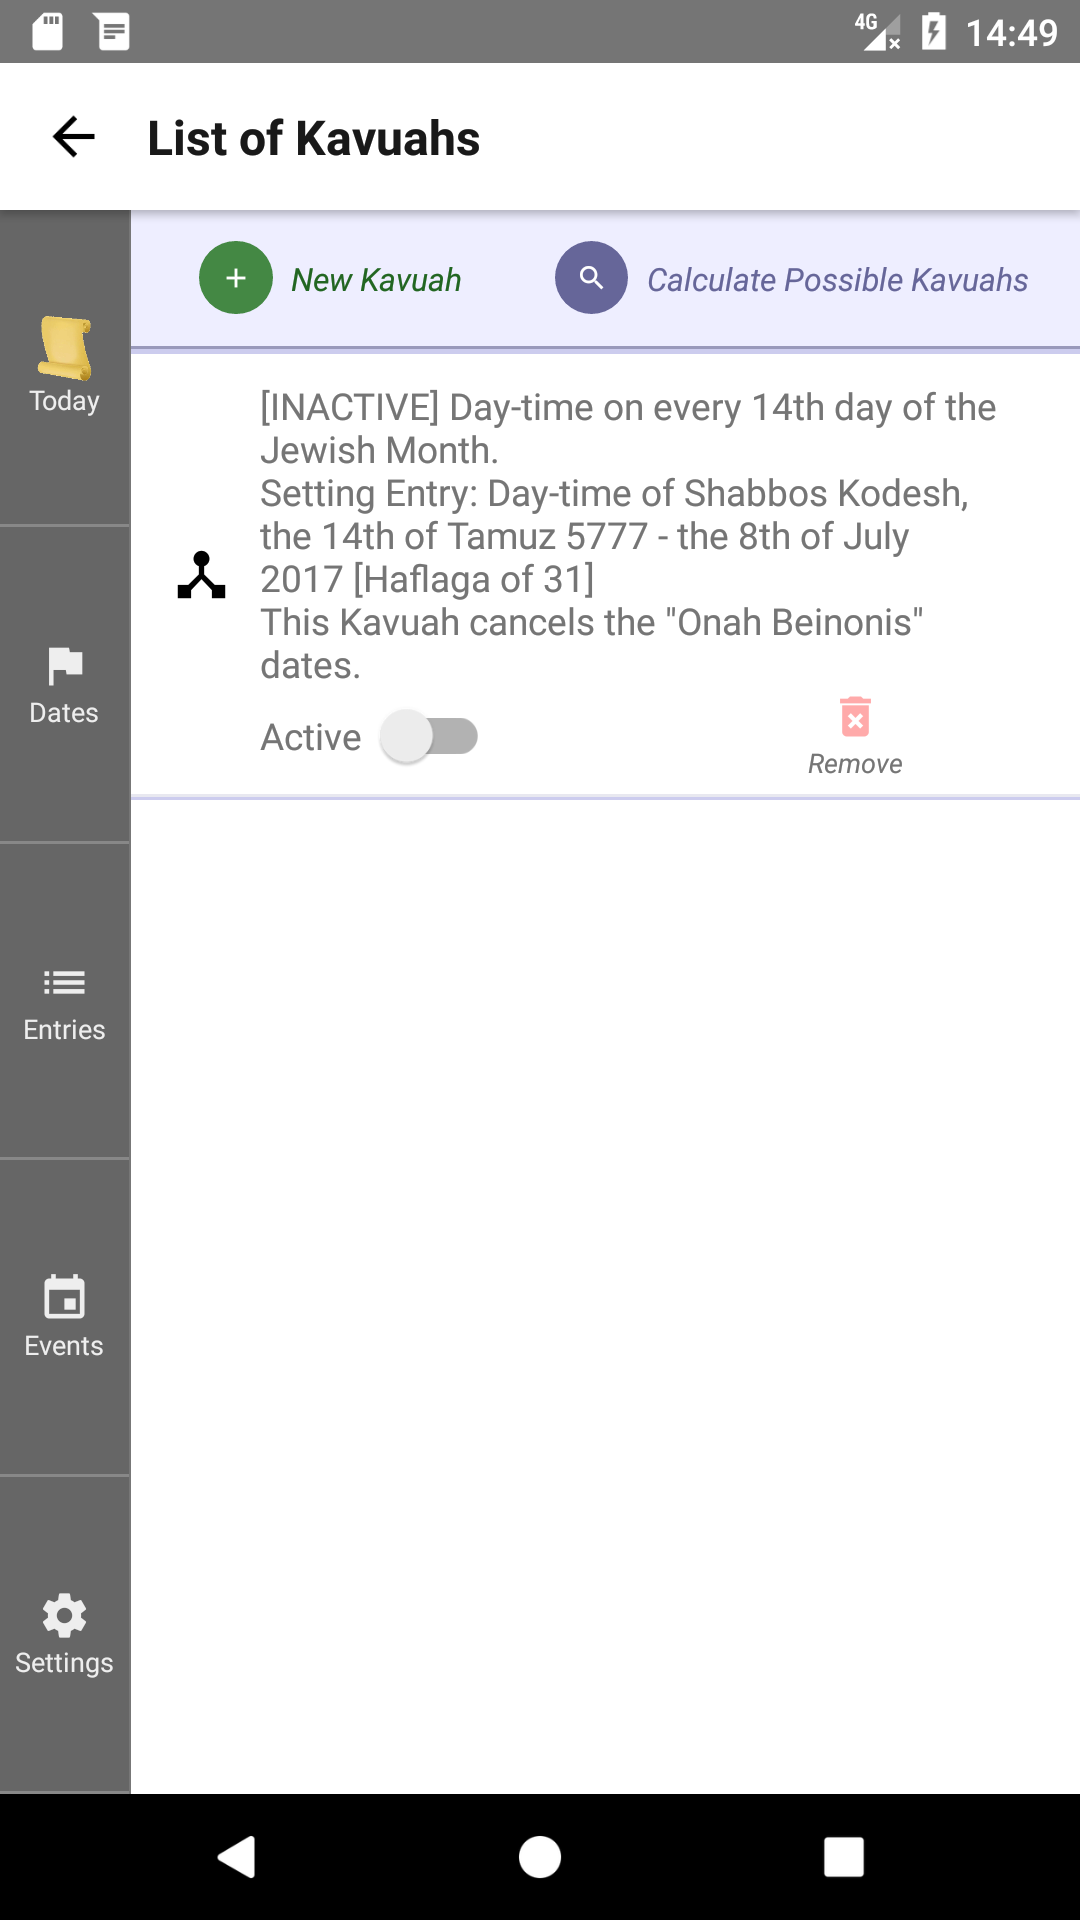 4G
14:49
List of Kavuahs
New Kavuah
Calculate Possible Kavuahs
Today
[INACTIVE] Day-time on every 14th day of the
Jewish Month.
Setting Entry: Day-time of Shabbos Kodesh,
the 14th of Tamuz 5777 - the 8th of July
2017 [Haflaga of 31]
This Kavuah cancels the "Onah Beinonis"
dates.
Active
Remove
Dates
Entries
Events
Settings